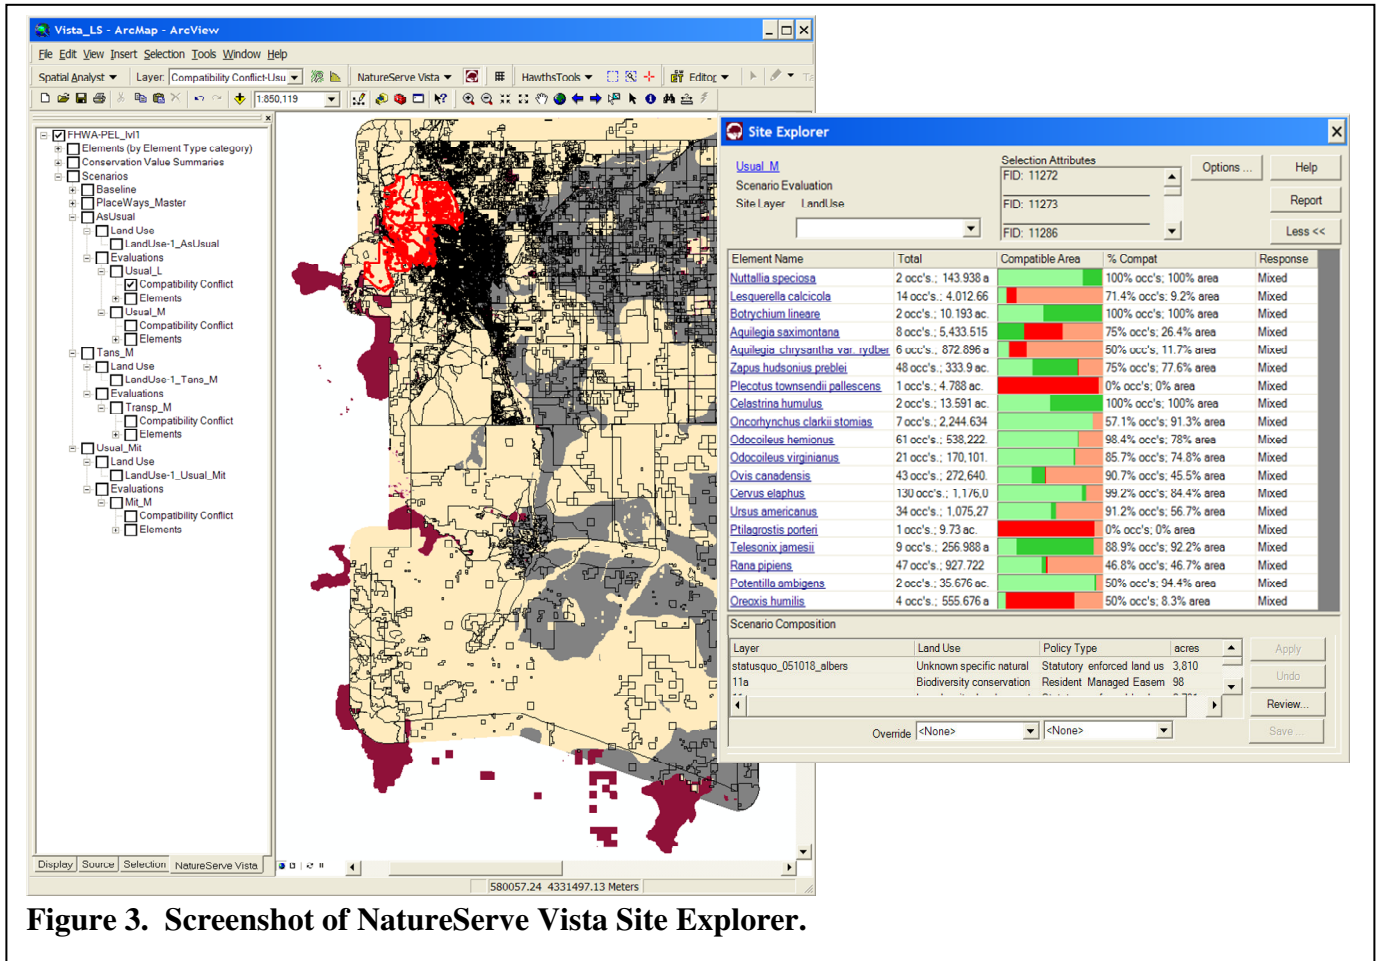 Vista_LS - ArcMap - ArcView
File Edit View Insert Selection Tools Window Help
Spatial Analyst Layer: Compatibility Conflict-Usu NatureServe Vista HawthsTools Editor
1:850,119
FHWA-PEL_lvl1
Elements (by Element Type category)
Conservation Value Summaries
Scenarios
Baseline
PlaceWays_Master
AsUsual
Land Use
LandUse-1_AsUsual
Evaluations
Usual_L
Compatibility Conflict
Elements
Usual_M
Compatibility Conflict
Elements
Tans_M
Land Use
LandUse-1_Tans_M
Evaluations
Transp_M
Compatibility Conflict
Elements
Usual_Mit
Land Use
LandUse-1_Usual_Mit
Evaluations
Mit_M
Compatibility Conflict
Elements
Display Source Selection NatureServe Vista
580057.24 4331497.13 Meters
Site Explorer
Usual_M
Scenario Evaluation
Site Layer LandUse
Selection Attributes
FID: 11272
FID: 11273
FID: 11286
Options ...
Help
Report
Less <<
Element Name Total Compatible Area % Compat Response
Nuttallia speciosa 2 occ's.; 143.938 a 100% occ's; 100% area Mixed
Lesquerella calcicola 14 occ's.; 4,012.66 71.4% occ's; 9.2% area Mixed
Botrychium lineare 2 occ's.; 10.193 ac. 100% occ's; 100% area Mixed
Aquilegia saximontana 8 occ's.; 5,433.515 75% occ's; 26.4% area Mixed
Aquilegia chrysantha var. rydber 6 occ's.; 872.896 a 50% occ's; 11.7% area Mixed
Zapus hudsonius preblei 48 occ's.; 333.9 ac. 75% occ's; 77.6% area Mixed
Plecotus townsendii pallescens 1 occ's.; 4.788 ac. 0% occ's; 0% area Mixed
Celastrina humulus 2 occ's.; 13.591 ac. 100% occ's; 100% area Mixed
Oncorhynchus clarkii stomias 7 occ's.; 2,244.634 57.1% occ's; 91.3% area Mixed
Odocoileus hemionus 61 occ's.; 538,222. 98.4% occ's; 78% area Mixed
Odocoileus virginianus 21 occ's.; 170,101. 85.7% occ's; 74.8% area Mixed
Ovis canadensis 43 occ's.; 272,640. 90.7% occ's; 45.5% area Mixed
Cervus elaphus 130 occ's.; 1,176,0 99.2% occ's; 84.4% area Mixed
Ursus americanus 34 occ's.; 1,075,27 91.2% occ's; 56.7% area Mixed
Ptilagrostis porteri 1 occ's.; 9.73 ac. 0% occ's; 0% area Mixed
Telesonix jamesii 9 occ's.; 256.988 a 88.9% occ's; 92.2% area Mixed
Rana pipiens 47 occ's.; 927.722 46.8% occ's; 46.7% area Mixed
Potentilla ambigens 2 occ's.; 35.676 ac. 50% occ's; 94.4% area Mixed
Oreoxis humilis 4 occ's.; 555.676 a 50% occ's; 8.3% area Mixed
Scenario Composition
Layer Land Use Policy Type acres
statusquo_051018_albers Unknown specific natural Statutory enforced land us 3,810
11a Biodiversity conservation Resident Managed Easem 98
Apply
Undo
Review...
Save ...
Override <None> <None>
Figure 3. Screenshot of NatureServe Vista Site Explorer.